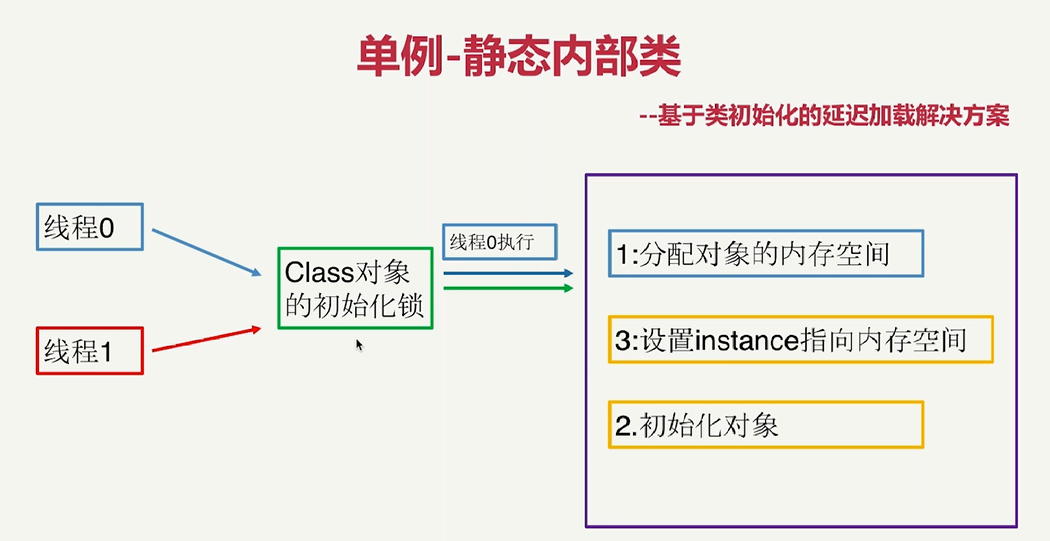 单例-静态内部类
--基于类初始化的延迟加载解决方案
线程0
线程1
Class对象
的初始化锁
线程0执行
1:分配对象的内存空间
3:设置instance指向内存空间
2.初始化对象